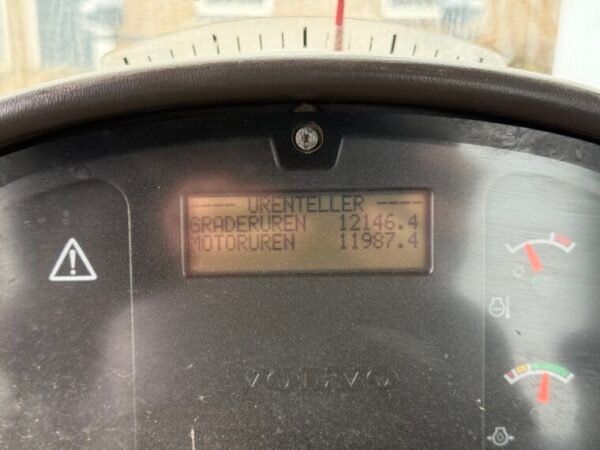 ---- URENTELLER ----
GRADERUREN 12146.4
MOTORUREN 11987.4
VOLVO